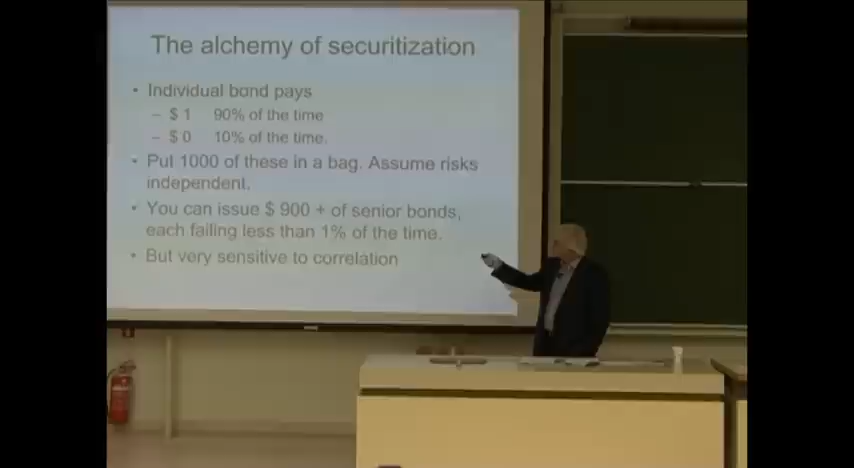 The alchemy of securitization
• Individual bond pays
– $ 1 90% of the time
– $ 0 10% of the time.
• Put 1000 of these in a bag. Assume risks
independent.
• You can issue $ 900 + of senior bonds,
each failing less than 1% of the time.
• But very sensitive to correlation